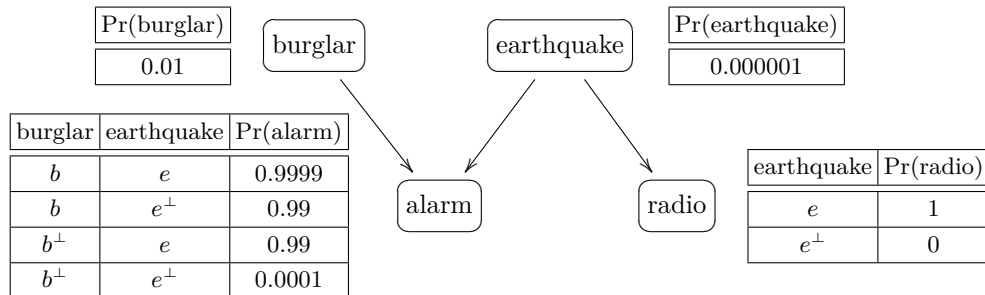 Pr(burglar)
0.01
burglar
earthquake
Pr(earthquake)
0.000001
burglar earthquake Pr(alarm)
b e 0.9999
b e⊥ 0.99
b⊥ e 0.99
b⊥ e⊥ 0.0001
alarm
radio
earthquake Pr(radio)
e 1
e⊥ 0